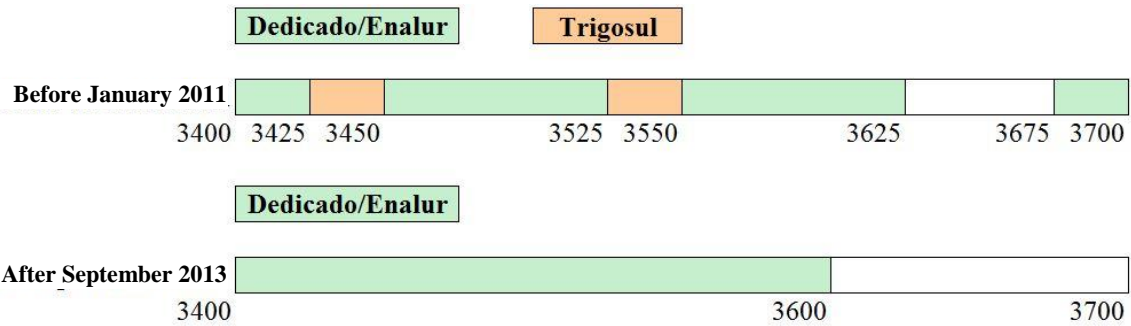 Dedicado/Enalur Trigosul
Before January 2011
3400 3425 3450 3525 3550 3625 3675 3700
Dedicado/Enalur
After September 2013
3400 3600 3700